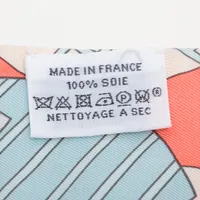 MADE IN FRANCE
100% SOIE
NETTOYAGE A SEC